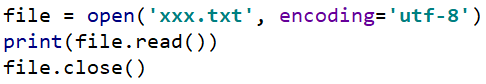 file = open('xxx.txt', encoding='utf-8')
print(file.read())
file.close()